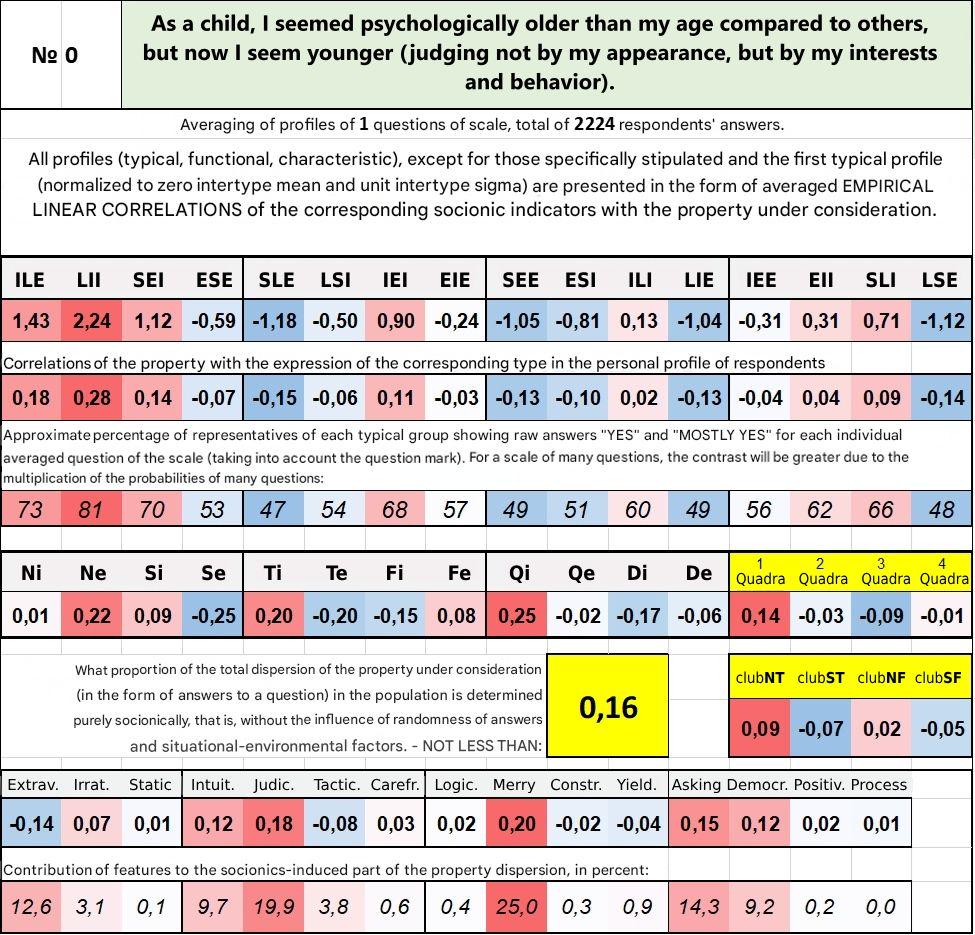 № 0
As a child, I seemed psychologically older than my age compared to others,
but now I seem younger (judging not by my appearance, but by my interests
and behavior).
Averaging of profiles of 1 questions of scale, total of 2224 respondents' answers.
All profiles (typical, functional, characteristic), except for those specifically stipulated and the first typical profile
(normalized to zero intertype mean and unit intertype sigma) are presented in the form of averaged EMPIRICAL
LINEAR CORRELATIONS of the corresponding socionic indicators with the property under consideration.
ILE LII SEI ESE SLE LSI IEI EIE SEE ESI ILI LIE IEE EII SLI LSE
1,43 2,24 1,12 -0,59 -1,18 -0,50 0,90 -0,24 -1,05 -0,81 0,13 -1,04 -0,31 0,31 0,71 -1,12
Correlations of the property with the expression of the corresponding type in the personal profile of respondents
0,18 0,28 0,14 -0,07 -0,15 -0,06 0,11 -0,03 -0,13 -0,10 0,02 -0,13 -0,04 0,04 0,09 -0,14
Approximate percentage of representatives of each typical group showing raw answers "YES" and "MOSTLY YES" for each individual
averaged question of the scale (taking into account the question mark). For a scale of many questions, the contrast will be greater due to the
multiplication of the probabilities of many questions:
73 81 70 53 47 54 68 57 49 51 60 49 56 62 66 48
Ni Ne Si Se Ti Te Fi Fe Qi Qe Di De 1 Quadra 2 Quadra 3 Quadra 4 Quadra
0,01 0,22 0,09 -0,25 0,20 -0,20 -0,15 0,08 0,25 -0,02 -0,17 -0,06 0,14 -0,03 -0,09 -0,01
What proportion of the total dispersion of the property under consideration
(in the form of answers to a question) in the population is determined
purely socionically, that is, without the influence of randomness of answers
and situational-environmental factors. - NOT LESS THAN:
0,16
clubNT clubST clubNF clubSF
0,09 -0,07 0,02 -0,05
Extrav. Irrat. Static Intuit. Judic. Tactic. Carefr. Logic. Merry Constr. Yield. Asking Democr. Positiv. Process
-0,14 0,07 0,01 0,12 0,18 -0,08 0,03 0,02 0,20 -0,02 -0,04 0,15 0,12 0,02 0,01
Contribution of features to the socionics-induced part of the property dispersion, in percent:
12,6 3,1 0,1 9,7 19,9 3,8 0,6 0,4 25,0 0,3 0,9 14,3 9,2 0,2 0,0